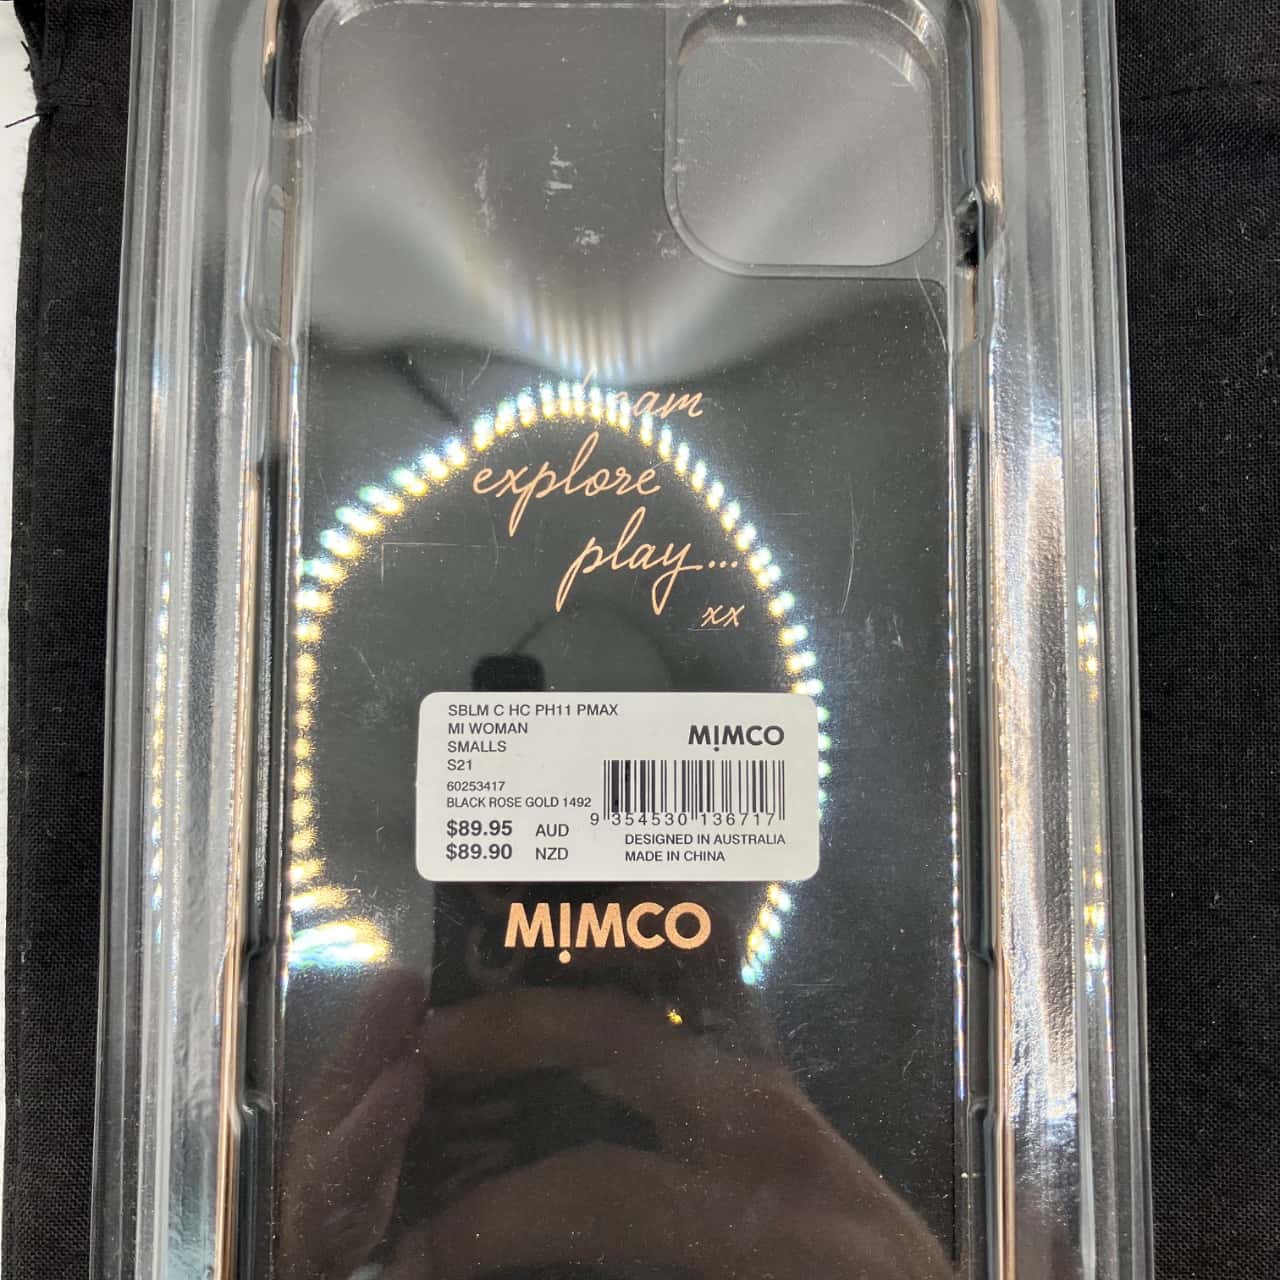 explore
play...
xx
SBLM C HC PH11 PMAX
MI WOMAN
SMALLS
S21
60253417
BLACK ROSE GOLD 1492
$89.95 AUD
$89.90 NZD
MIMCO
9 354530 136717
DESIGNED IN AUSTRALIA
MADE IN CHINA
MIMCO